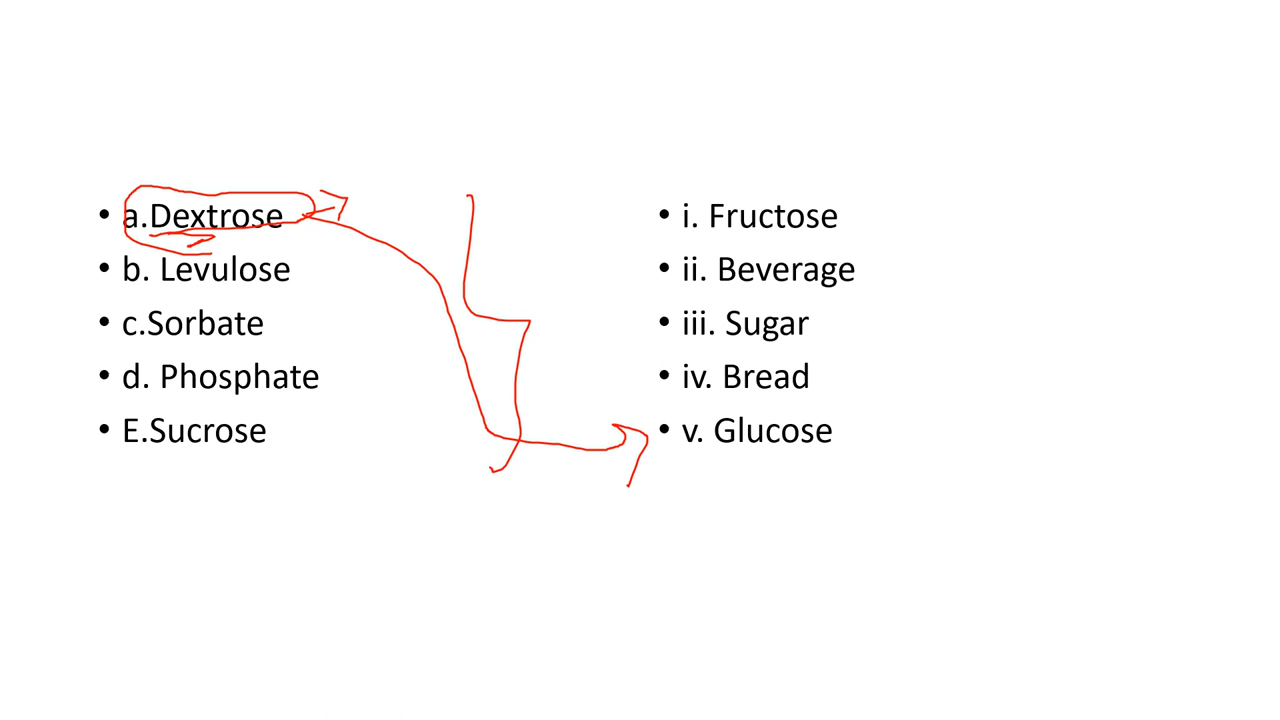 • a.Dextrose
• b. Levulose
• c.Sorbate
• d. Phosphate
• E.Sucrose
• i. Fructose
• ii. Beverage
• iii. Sugar
• iv. Bread
• v. Glucose